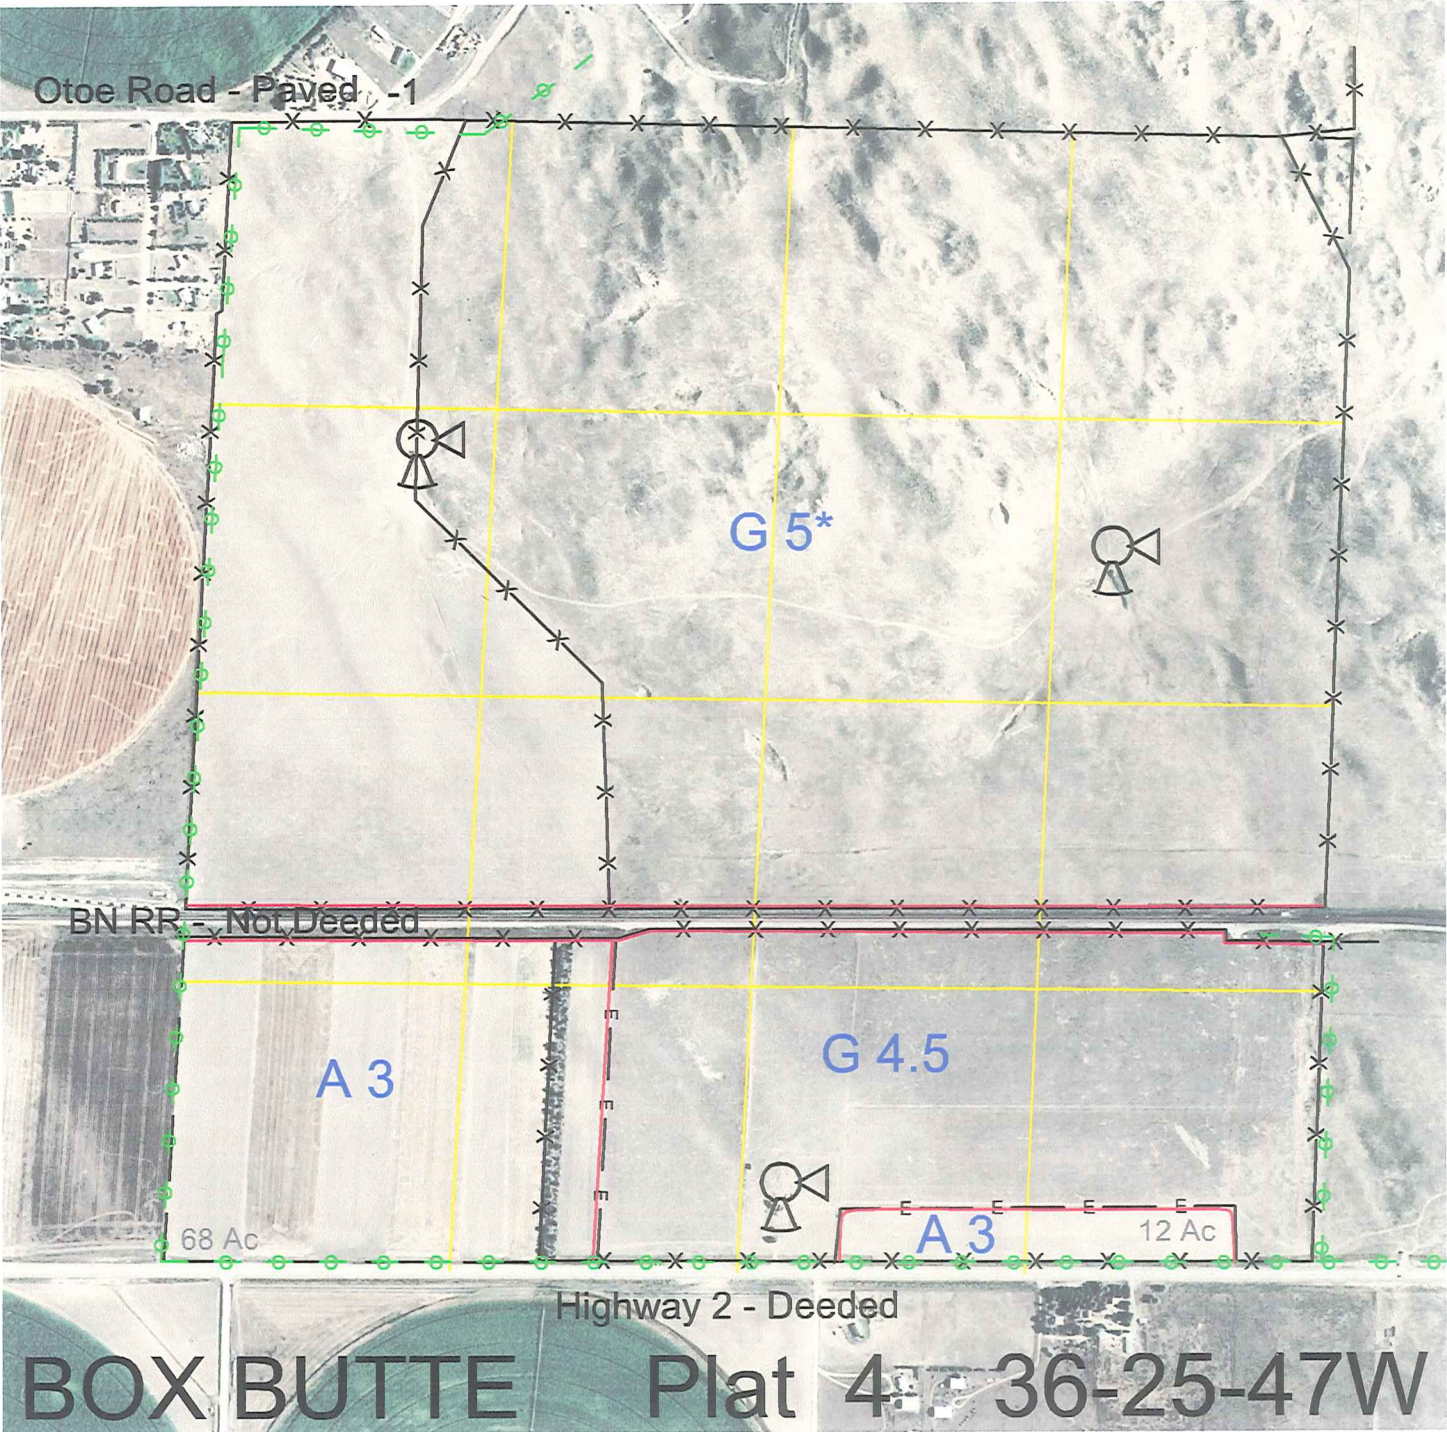 Otoe Road - Paved -1
G 5*
BN RR - Not Deeded
E
G 4.5
A 3
E
E
E E E E
A 3
12 Ac
68 Ac
Highway 2 - Deeded
BOX BUTTE Plat 4 36-25-47W